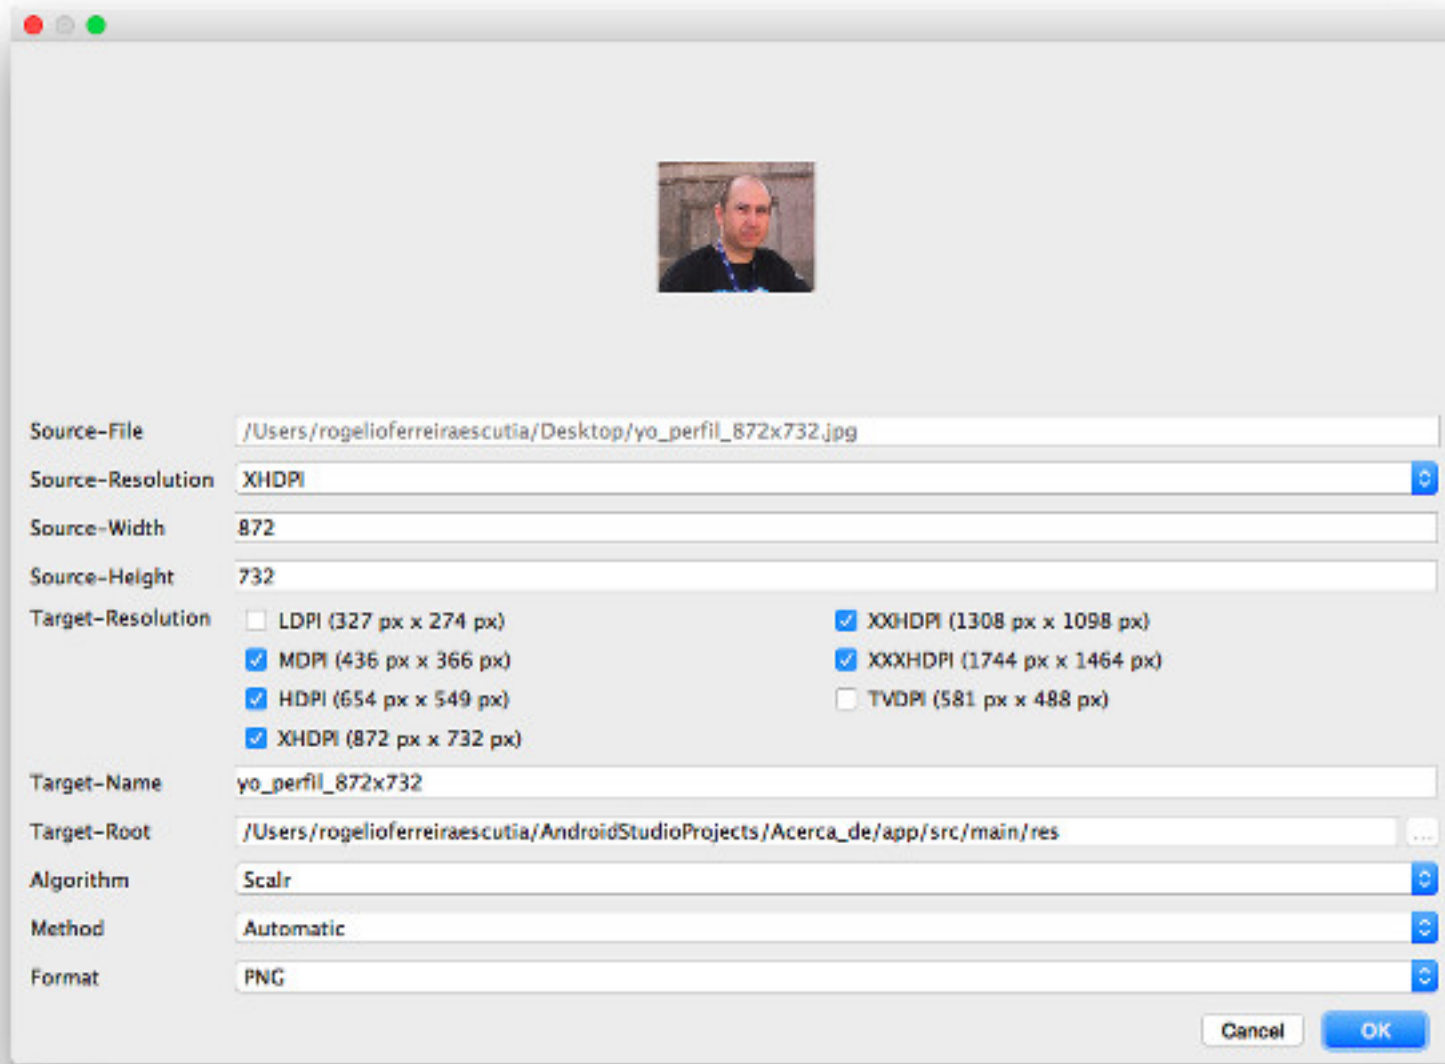 Source-File /Users/rogelioferreiraescutia/Desktop/yo_perfil_872x732.jpg
Source-Resolution XHDPI
Source-Width 872
Source-Height 732
Target-Resolution LDPI (327 px x 274 px) XXHDPI (1308 px x 1098 px)
MDPI (436 px x 366 px) XXXHDPI (1744 px x 1464 px)
HDPI (654 px x 549 px) TVDPI (581 px x 488 px)
XHDPI (872 px x 732 px)
Target-Name yo_perfil_872x732
Target-Root /Users/rogelioferreiraescutia/AndroidStudioProjects/Acerca_de/app/src/main/res ...
Algorithm Scalr
Method Automatic
Format PNG
Cancel OK